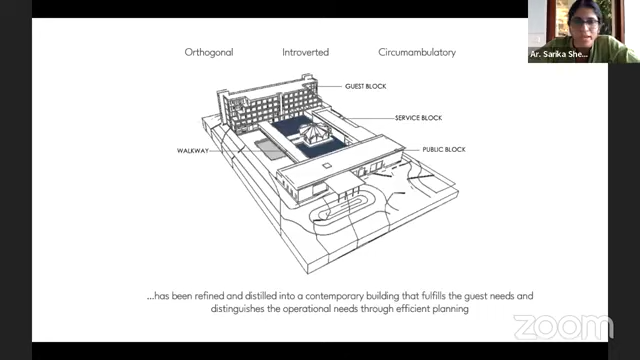 Ar. Sarika She...
Orthogonal Introverted Circumambulatory
GUEST BLOCK
SERVICE BLOCK
WALKWAY
PUBLIC BLOCK
...has been refined and distilled into a contemporary building that fulfills the guest needs and
distinguishes the operational needs through efficient planning
zoom